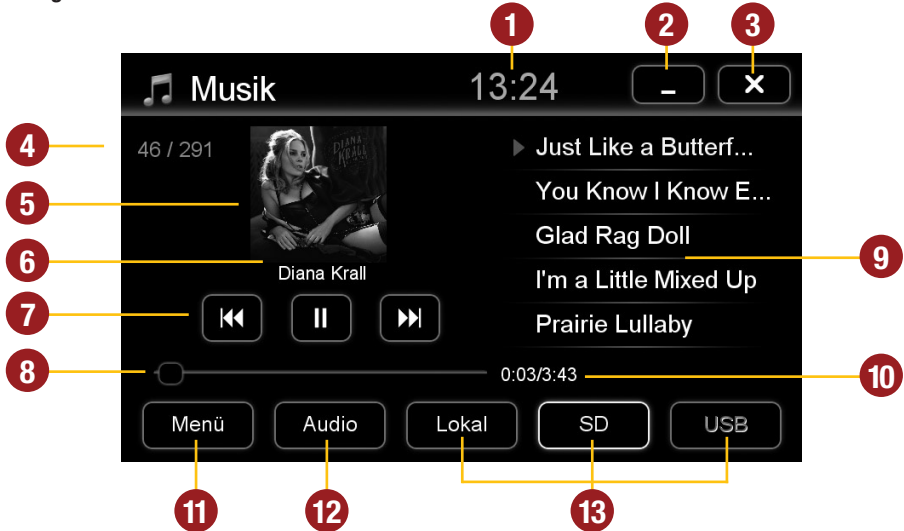 1
2
3
Musik
13:24
4
46 / 291
DIANA
KRALL
Just Like a Butterf...
5
You Know I Know E...
Glad Rag Doll
9
6
Diana Krall
I'm a Little Mixed Up
7
Prairie Lullaby
8
0:03/3:43
10
Menü
Audio
Lokal
SD
USB
11
12
13